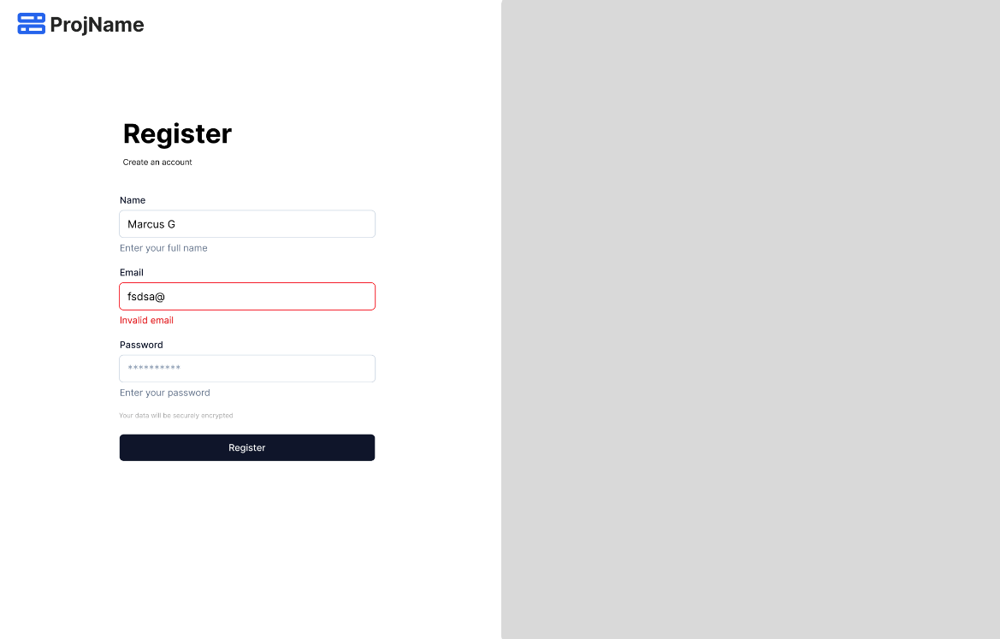 ProjName
Register
Create an account
Name
Marcus G
Enter your full name
Email
fsdsa@
Invalid email
Password
**********
Enter your password
Your data will be securely encrypted
Register